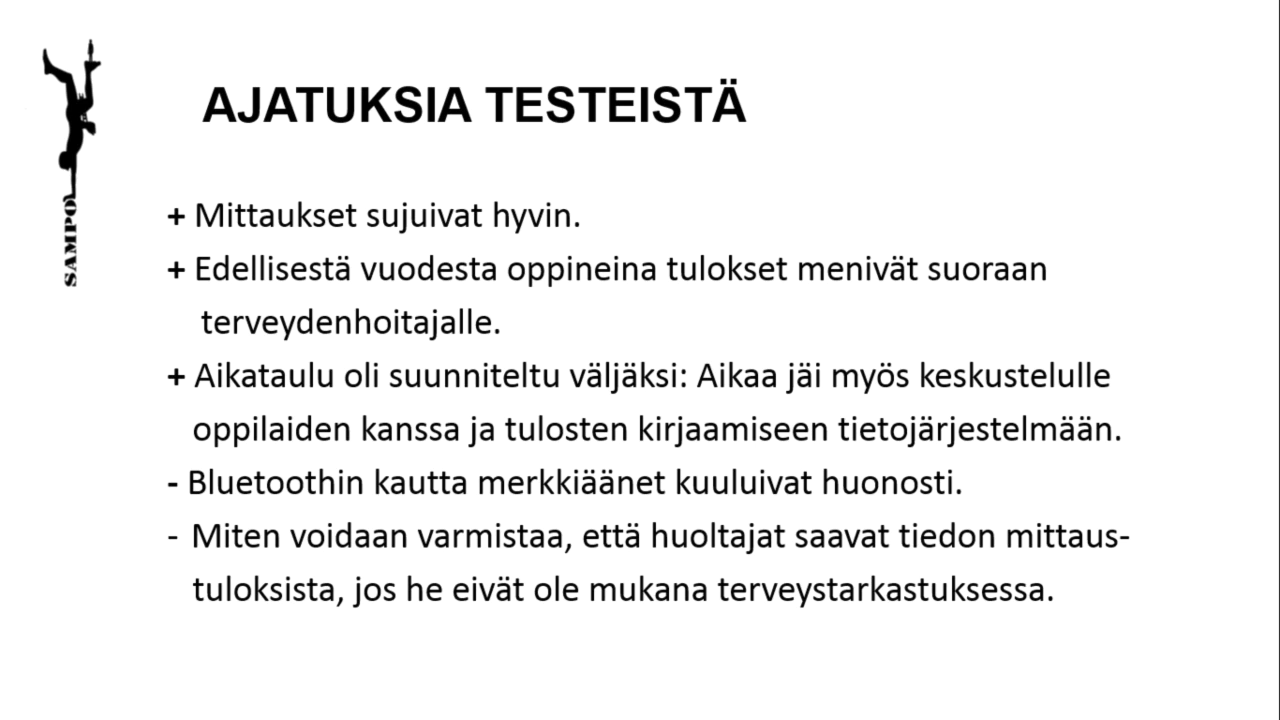 AJATUKSIA TESTEISTÄ
SAMPO
+ Mittaukset sujuivat hyvin.
+ Edellisestä vuodesta oppineina tulokset menivät suoraan
terveydenhoitajalle.
+ Aikataulu oli suunniteltu väljäksi: Aikaa jäi myös keskustelulle
oppilaiden kanssa ja tulosten kirjaamiseen tietojärjestelmään.
- Bluetoothin kautta merkkiäänet kuuluivat huonosti.
- Miten voidaan varmistaa, että huoltajat saavat tiedon mittaus-
tuloksista, jos he eivät ole mukana terveystarkastuksessa.